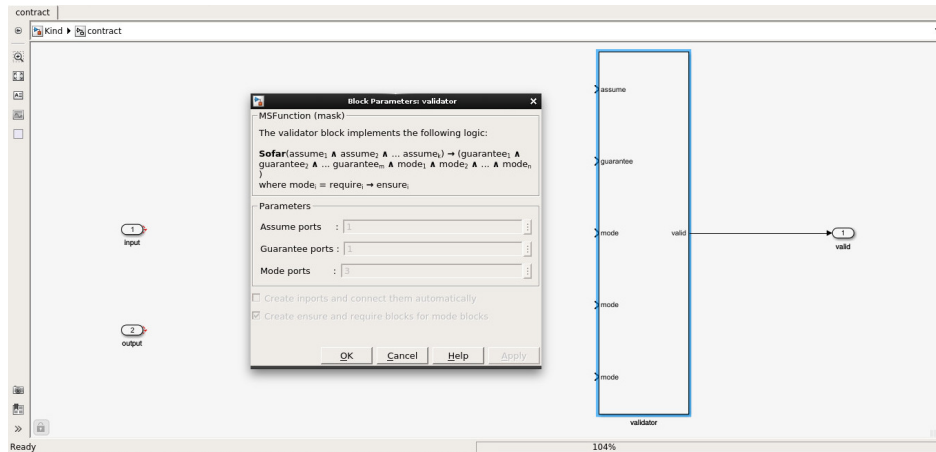 contract
Kind ▶ contract
Block Parameters: validator
MSFunction (mask)
The validator block implements the following logic:
Sofar(assume₁ ∧ assume₂ ∧ ... assumeₖ) → (guarantee₁ ∧
guarantee₂ ∧ ... guaranteeₘ ∧ mode₁ ∧ mode₂ ∧ ... ∧ modeₙ
)
where modeᵢ = requireᵢ → ensureᵢ
Parameters
Assume ports : 1
Guarantee ports : 1
Mode ports : 3
Create inports and connect them automatically
Create ensure and require blocks for mode blocks
OK Cancel Help Apply
1
input
2
output
assume
guarantee
mode valid
mode
mode
validator
1
valid
Ready 104%